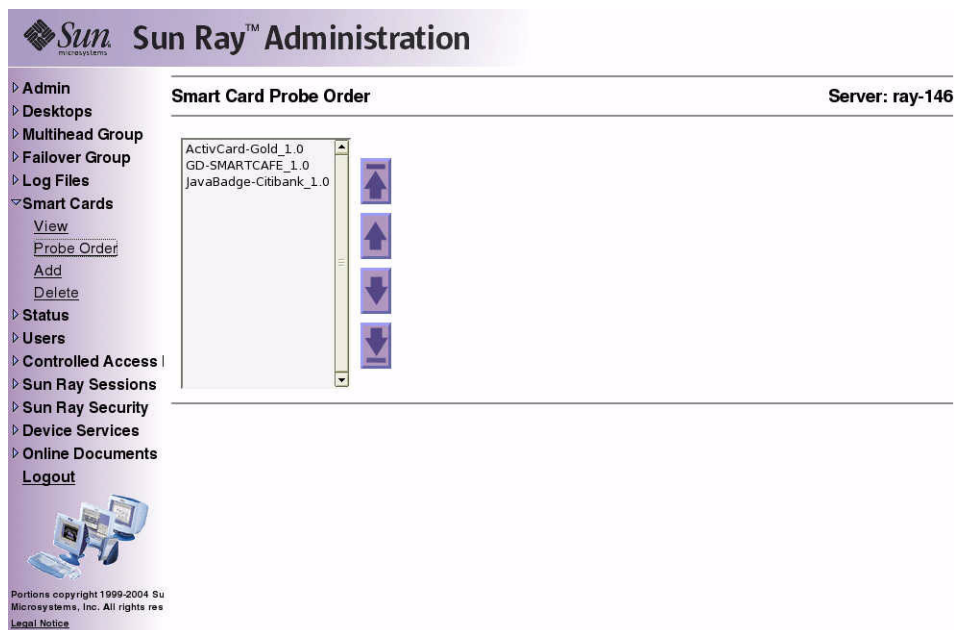 Sun microsystems Sun Ray™ Administration
Admin
Desktops
Multihead Group
Failover Group
Log Files
Smart Cards
View
Probe Order
Add
Delete
Status
Users
Controlled Access
Sun Ray Sessions
Sun Ray Security
Device Services
Online Documents
Logout
Portions copyright 1999-2004 Su
Microsystems, Inc. All rights res
Legal Notice
Smart Card Probe Order
Server: ray-146
ActivCard-Gold_1.0
GD-SMARTCAFE_1.0
JavaBadge-Citibank_1.0